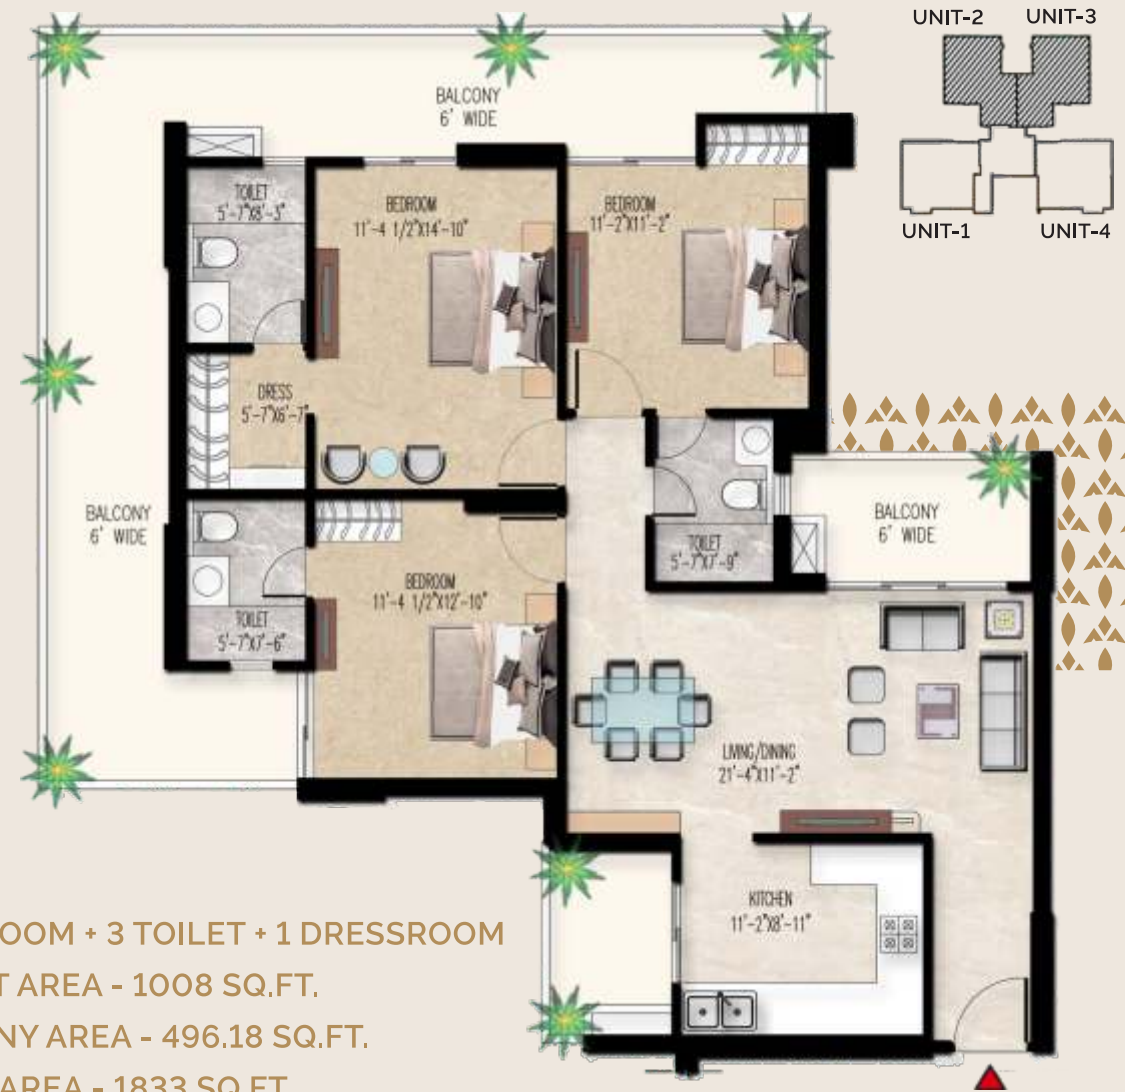 UNIT-2 UNIT-3
UNIT-1 UNIT-4
BALCONY
6' WIDE
TOILET
5'-7"X8'-3"
BEDROOM
11'-4 1/2"X14'-10"
BEDROOM
11'-2"X11'-2"
DRESS
5'-7"X6'-7"
BALCONY
6' WIDE
BALCONY
6' WIDE
TOILET
5'-7"X7'-9"
BEDROOM
11'-4 1/2"X12'-10"
TOILET
5'-7"X7'-6"
LIVING/DINING
21'-4"X11'-2"
KITCHEN
11'-2"X8'-11"
OOM + 3 TOILET + 1 DRESSROOM
T AREA - 1008 SQ.FT.
NY AREA - 496.18 SQ.FT.
AREA - 1833 SQ.FT.